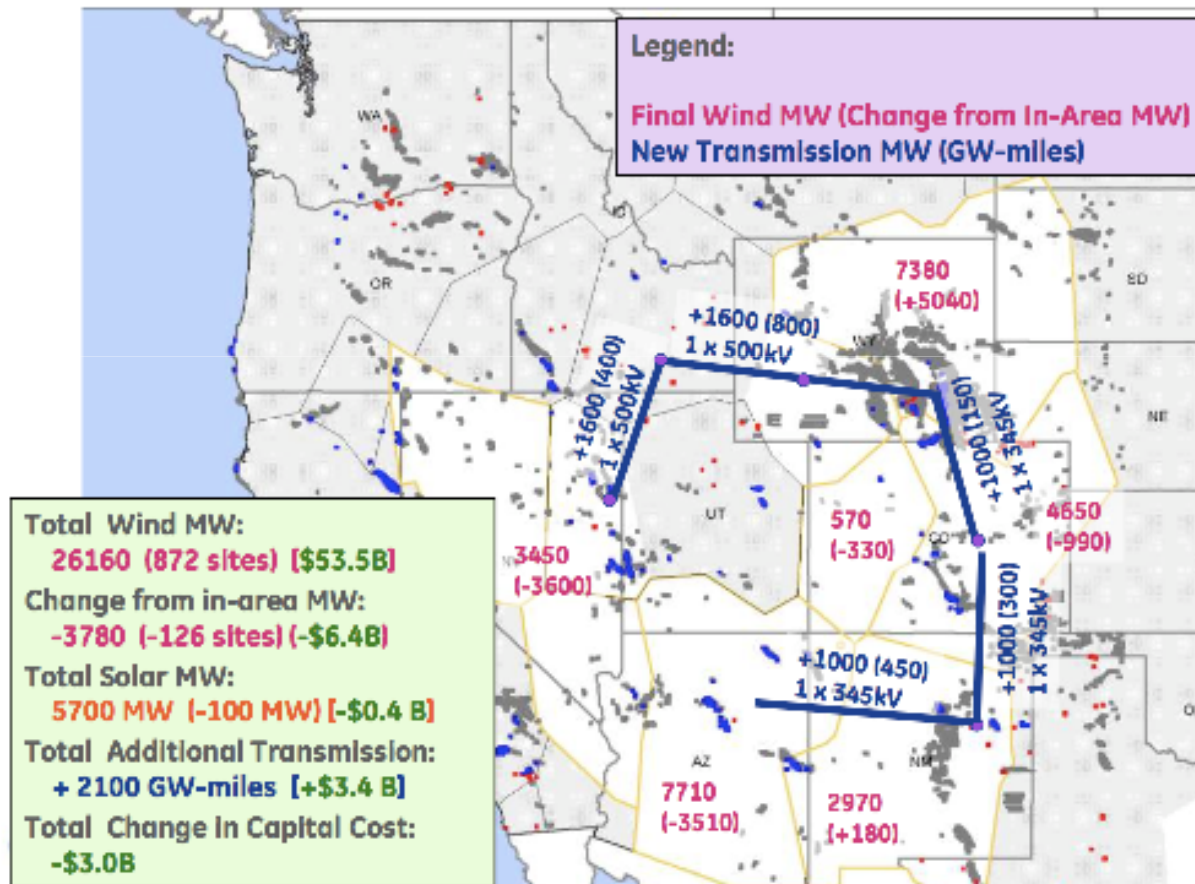 Legend:
Final Wind MW (Change from In-Area MW)
New Transmission MW (GW-miles)
WA
ID
OR
SD
7380
(+5040)
+1600 (800)
1 x 500kV
WY
+1600 (400)
1 x 500kV
+1000 (150)
1 x 345kV
NE
UT
570
(-330)
CO
4650
(-990)
3450
(-3600)
+1000 (300)
1 x 345kV
+1000 (450)
1 x 345kV
AZ
NM
7710
(-3510)
2970
(+180)
Total Wind MW:
26160 (872 sites) [$53.5B]
Change from in-area MW:
-3780 (-126 sites) (-$6.4B)
Total Solar MW:
5700 MW (-100 MW) [-$0.4 B]
Total Additional Transmission:
+ 2100 GW-miles [+$3.4 B]
Total Change in Capital Cost:
-$3.0B